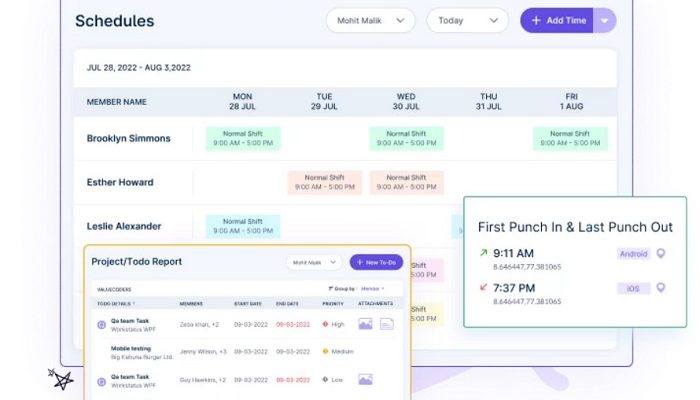 Schedules
Mohit Malik
Today
+ Add Time
JUL 28, 2022 - AUG 3,2022
MEMBER NAME
MON
28 JUL
TUE
29 JUL
WED
30 JUL
THU
31 JUL
FRI
1 AUG
Brooklyn Simmons
Normal Shift
9:00 AM - 5:00 PM
Normal Shift
9:00 AM - 5:00 PM
Normal Shift
9:00 AM - 5:00 PM
Esther Howard
Normal Shift
9:00 AM - 5:00 PM
Normal Shift
9:00 AM - 5:00 PM
Leslie Alexander
Normal Shift
9:00 AM - 5:00 PM
First Punch In & Last Punch Out
9:11 AM
Android
8.646447,77.381065
7:37 PM
iOS
8.646447,77.381065
Project/Todo Report
Mohit Malik
+ New To-Do
Group by : Member
VALUECODERS
TODO DETAILS
MEMBERS
START DATE
END DATE
PRIORITY
ATTACHMENTS
Qa team Task
Workstatus WPF
Zeba khan, +2
09-03-2022
09-03-2022
High
Mobile testing
Big Kahuna Burger Ltd.
Jenny Wilson, +3
09-03-2022
09-03-2022
Medium
Qa team Task
Workstatus WPF
Guy Hawkins, +2
09-03-2022
09-03-2022
Low